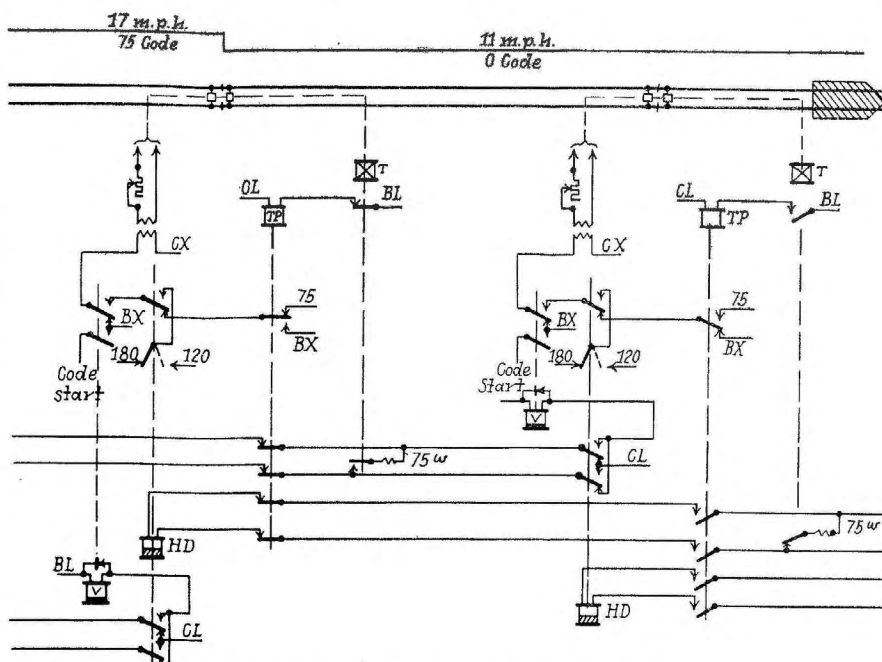 17 m.p.h.
75 Code
11 m.p.h.
0 Code
T
T
CL
BL
TP
CL
BL
TP
CX
CX
75
BX
BX
180
120
Code
start
75
BX
BX
180
120
Code
Start
V
75 ω
CL
HD
75 ω
BL
V
CL
HD